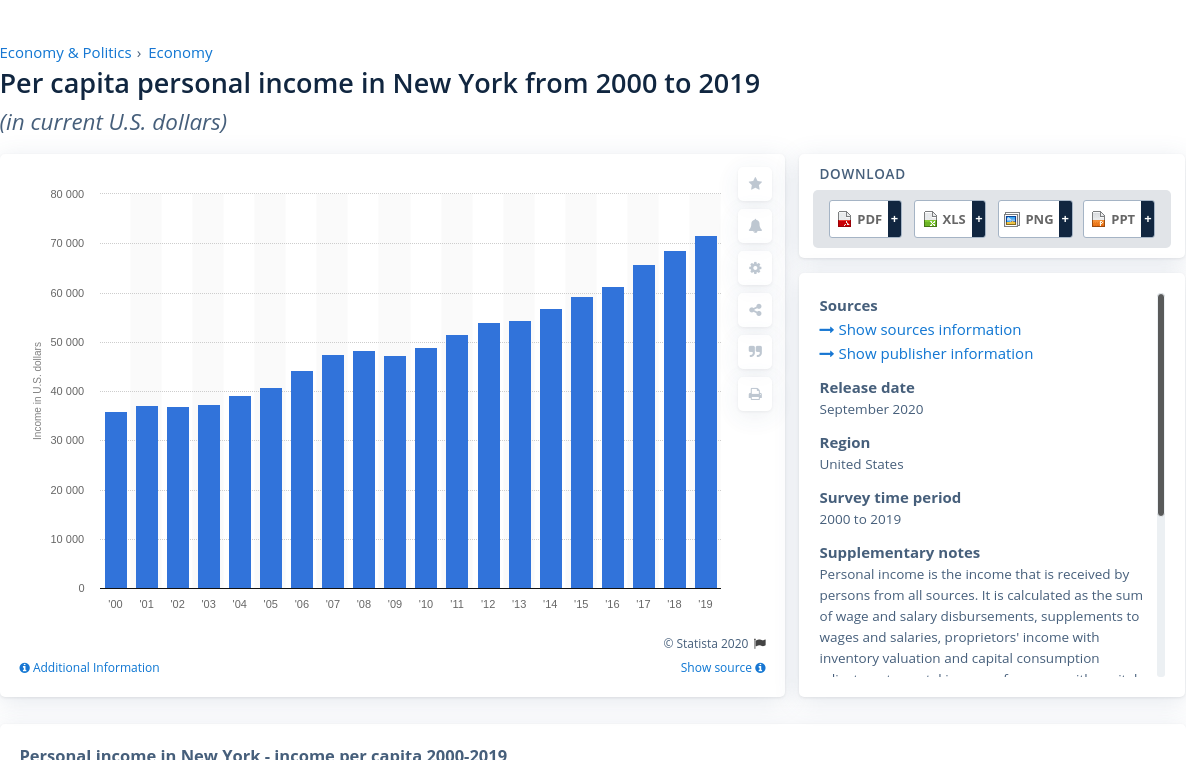 Economy & Politics › Economy
Per capita personal income in New York from 2000 to 2019
(in current U.S. dollars)
80 000
70 000
60 000
50 000
40 000
30 000
20 000
10 000
0
Income in U.S. dollars
'00 '01 '02 '03 '04 '05 '06 '07 '08 '09 '10 '11 '12 '13 '14 '15 '16 '17 '18 '19
© Statista 2020
Additional Information
Show source
DOWNLOAD
PDF + XLS + PNG + PPT +
Sources
Show sources information
Show publisher information
Release date
September 2020
Region
United States
Survey time period
2000 to 2019
Supplementary notes
Personal income is the income that is received by
persons from all sources. It is calculated as the sum
of wage and salary disbursements, supplements to
wages and salaries, proprietors' income with
inventory valuation and capital consumption
Personal income in New York - income per capita 2000-2019